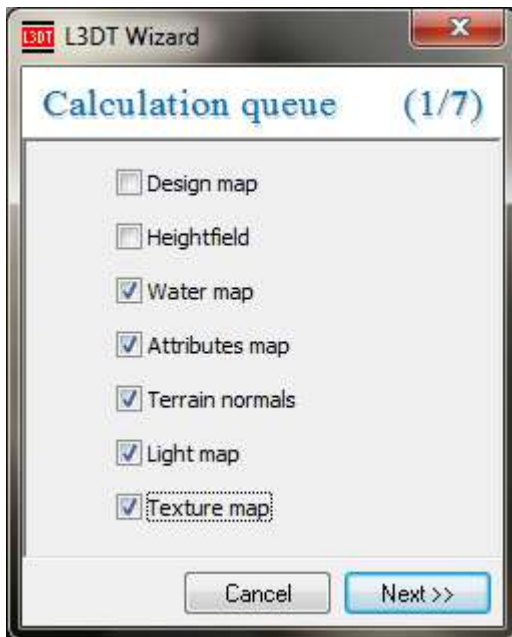 L3DT L3DT Wizard
Calculation queue (1/7)
Design map
Heightfield
Water map
Attributes map
Terrain normals
Light map
Texture map
Cancel Next >>